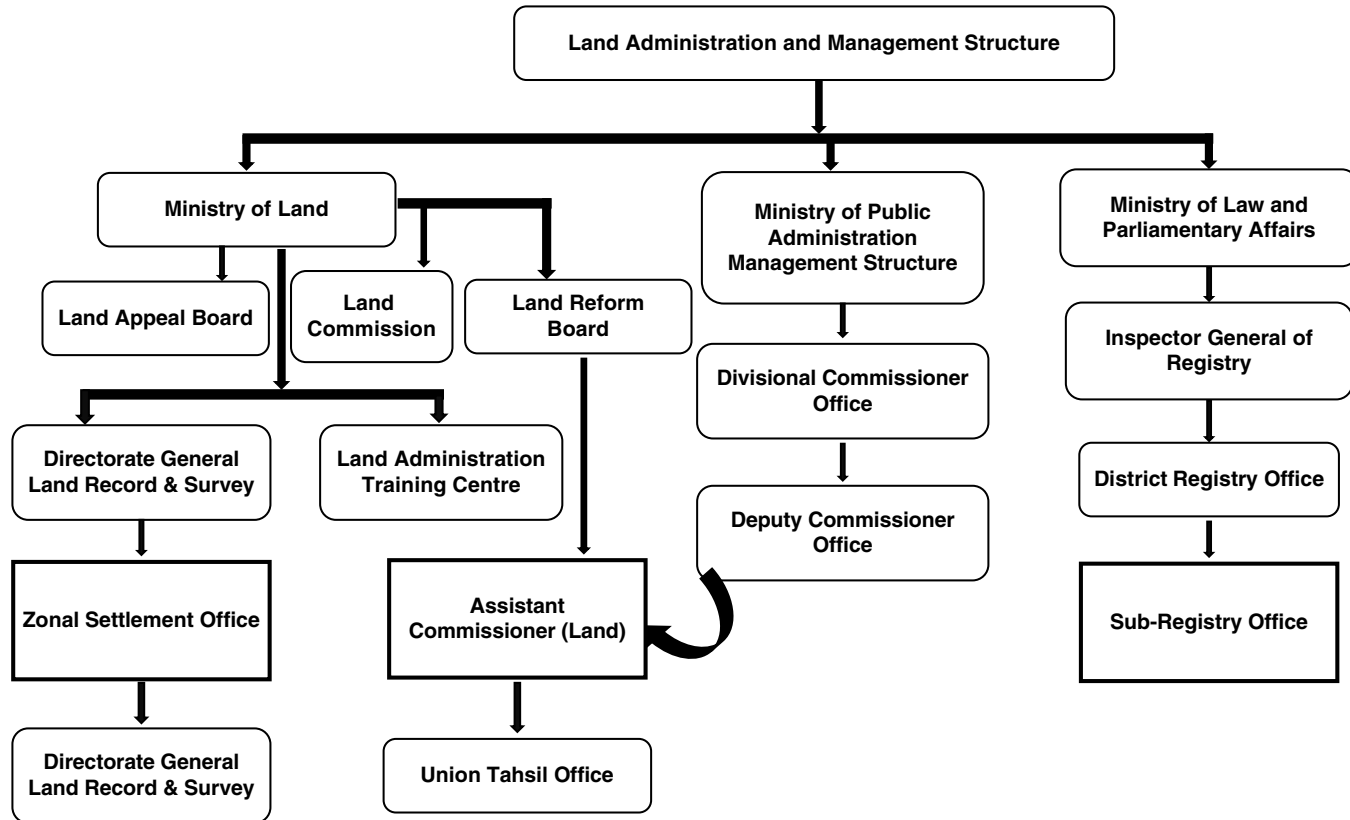 Land Administration and Management Structure
Ministry of Land
Ministry of Public
Administration
Management Structure
Ministry of Law and
Parliamentary Affairs
Land Appeal Board
Land
Commission
Land Reform
Board
Inspector General of
Registry
Divisional Commissioner
Office
Directorate General
Land Record & Survey
Land Administration
Training Centre
District Registry Office
Deputy Commissioner
Office
Zonal Settlement Office
Assistant
Commissioner (Land)
Sub-Registry Office
Directorate General
Land Record & Survey
Union Tahsil Office